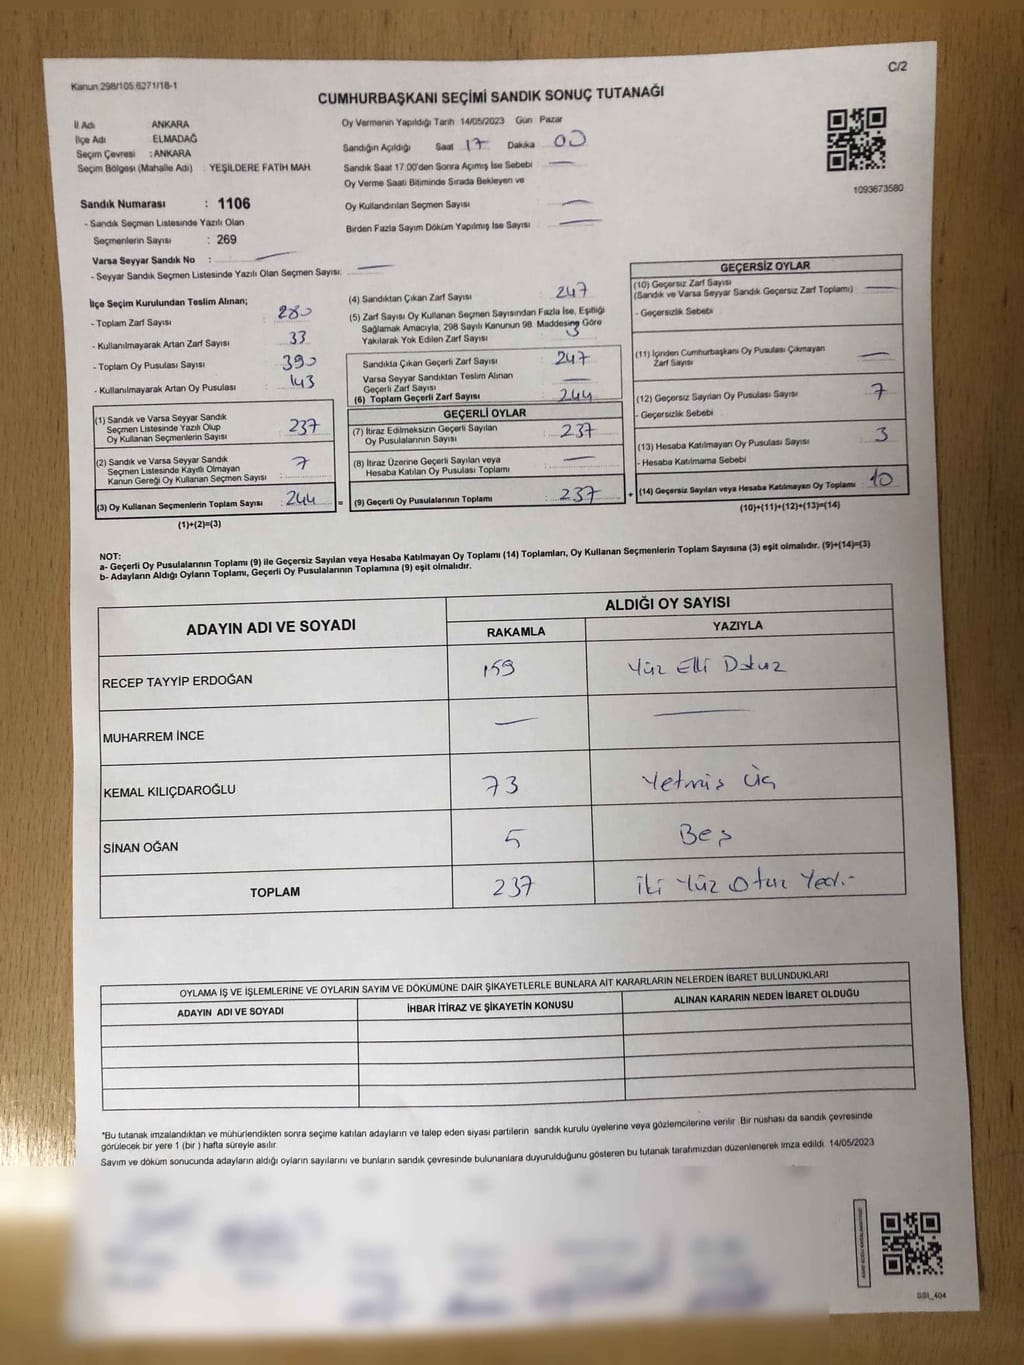 Kanun:298/105.6271/18-1
C/2
CUMHURBAŞKANI SEÇİMİ SANDIK SONUÇ TUTANAĞI
İl Adı ANKARA
İlçe Adı ELMADAĞ
Seçim Çevresi : ANKARA
Seçim Bölgesi (Mahalle Adı) : YEŞİLDERE FATİH MAH
Oy Vermenin Yapıldığı Tarih : 14/05/2023 Gün Pazar
Sandığın Açıldığı Saat 17 Dakika 00
Sandık Saat 17.00'den Sonra Açımış İse Sebebi —
Oy Verme Saati Bitiminde Sırada Bekleyen ve
Oy Kullandırılan Seçmen Sayısı —
Birden Fazla Sayım Döküm Yapılmış İse Sayısı : —
1093673580
Sandık Numarası : 1106
- Sandık Seçmen Listesinde Yazılı Olan
Seçmenlerin Sayısı : 269
Varsa Seyyar Sandık No : —
- Seyyar Sandık Seçmen Listesinde Yazılı Olan Seçmen Sayısı: —
İlçe Seçim Kurulundan Teslim Alınan;
- Toplam Zarf Sayısı : 280
- Kullanılmayarak Artan Zarf Sayısı : 33
- Toplam Oy Pusulası Sayısı : 390
- Kullanılmayarak Artan Oy Pusulası : 143
(1) Sandık ve Varsa Seyyar Sandık
Seçmen Listesinde Yazılı Olup
Oy Kullanan Seçmenlerin Sayısı : 237
(2) Sandık ve Varsa Seyyar Sandık
Seçmen Listesinde Kayıtlı Olmayan
Kanun Gereği Oy Kullanan Seçmen Sayısı : 7
(3) Oy Kullanan Seçmenlerin Toplam Sayısı : 244 =
(1)+(2)=(3)
(4) Sandıktan Çıkan Zarf Sayısı : 247
(5) Zarf Sayısı Oy Kullanan Seçmen Sayısından Fazla İse, Eşitliği
Sağlamak Amacıyla, 298 Sayılı Kanunun 98. Maddesine Göre
Yakılarak Yok Edilen Zarf Sayısı : 3
Sandıkta Çıkan Geçerli Zarf Sayısı : 247
Varsa Seyyar Sandıktan Teslim Alınan
Geçerli Zarf Sayısı : —
(6) Toplam Geçerli Zarf Sayısı : 244
GEÇERLİ OYLAR
(7) İtiraz Edilmeksizin Geçerli Sayılan
Oy Pusulalarının Sayısı : 237
(8) İtiraz Üzerine Geçerli Sayılan veya
Hesaba Katılan Oy Pusulası Toplamı : —
(9) Geçerli Oy Pusulalarının Toplamı : 237 +
GEÇERSİZ OYLAR
(10) Geçersiz Zarf Sayısı
(Sandık ve Varsa Seyyar Sandık Geçersiz Zarf Toplamı) : —
- Geçersizlik Sebebi :
(11) İçinden Cumhurbaşkanı Oy Pusulası Çıkmayan
Zarf Sayısı : —
(12) Geçersiz Sayılan Oy Pusulası Sayısı : 7
- Geçersizlik Sebebi :
(13) Hesaba Katılmayan Oy Pusulası Sayısı : 3
- Hesaba Katılmama Sebebi :
(14) Geçersiz Sayılan veya Hesaba Katılmayan Oy Toplamı : 10
(10)+(11)+(12)+(13)=(14)
NOT:
a- Geçerli Oy Pusulalarının Toplamı (9) ile Geçersiz Sayılan veya Hesaba Katılmayan Oy Toplamı (14) Toplamları, Oy Kullanan Seçmenlerin Toplam Sayısına (3) eşit olmalıdır. (9)+(14)=(3)
b- Adayların Aldığı Oyların Toplamı, Geçerli Oy Pusulalarının Toplamına (9) eşit olmalıdır.
ADAYIN ADI VE SOYADI ALDIĞI OY SAYISI
RAKAMLA YAZIYLA
RECEP TAYYİP ERDOĞAN 159 Yüz Elli Dokuz
MUHARREM İNCE — —
KEMAL KILIÇDAROĞLU 73 Yetmiş Üç
SİNAN OĞAN 5 Beş
TOPLAM 237 İki Yüz Otuz Yedi
OYLAMA İŞ VE İŞLEMLERİNE VE OYLARIN SAYIM VE DÖKÜMÜNE DAİR ŞİKAYETLERLE BUNLARA AİT KARARLARIN NELERDEN İBARET BULUNDUKLARI
ADAYIN ADI VE SOYADI İHBAR İTİRAZ VE ŞİKAYETİN KONUSU ALINAN KARARIN NEDEN İBARET OLDUĞU
*Bu tutanak imzalandıktan ve mühürlendikten sonra seçime katılan adayların ve talep eden siyasi partilerin sandık kurulu üyelerine veya gözlemcilerine verilir. Bir nüshası da sandık çevresinde
görülecek bir yere 1 (bir ) hafta süreyle asılır.
Sayım ve döküm sonucunda adayların aldığı oyların sayılarını ve bunların sandık çevresinde bulunanlara duyurulduğunu gösteren bu tutanak tarafımızdan düzenlenerek imza edildi. 14/05/2023